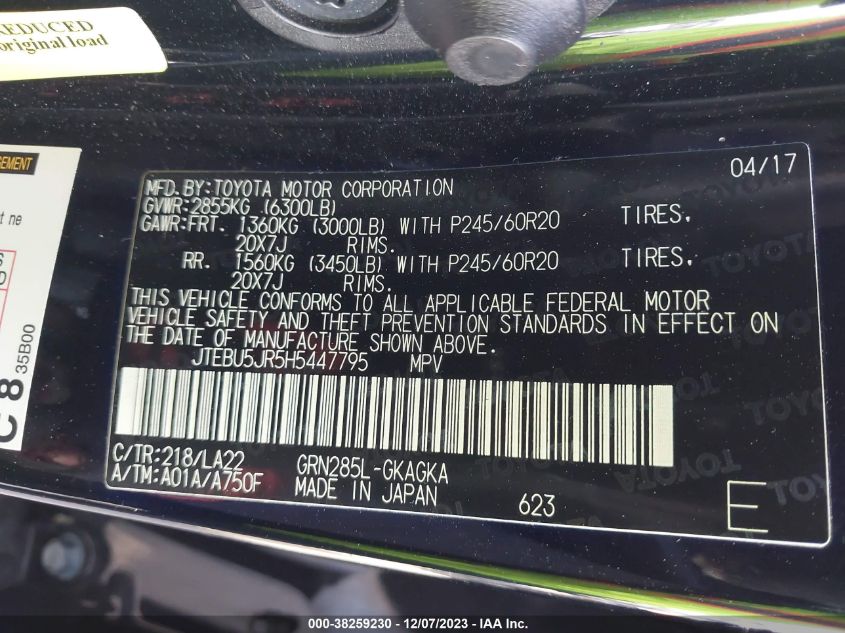 REDUCED
original load
GEMENT
t ne
S
D
C 8
35B00
04/17
MFD. BY: TOYOTA MOTOR CORPORATION
GVWR: 2855KG (6300LB)
GAWR: FRT. 1360KG (3000LB) WITH P245/60R20 TIRES,
20X7J RIMS.
RR. 1560KG (3450LB) WITH P245/60R20 TIRES,
20X7J RIMS.
THIS VEHICLE CONFORMS TO ALL APPLICABLE FEDERAL MOTOR
VEHICLE SAFETY AND THEFT PREVENTION STANDARDS IN EFFECT ON
THE DATE OF MANUFACTURE SHOWN ABOVE.
JTEBU5JR5H5447795 MPV
C/TR: 218/LA22 GRN285L-GKAGKA
A/TM: A01A/A750F MADE IN JAPAN 623 E
000-38259230 - 12/07/2023 - IAA Inc.